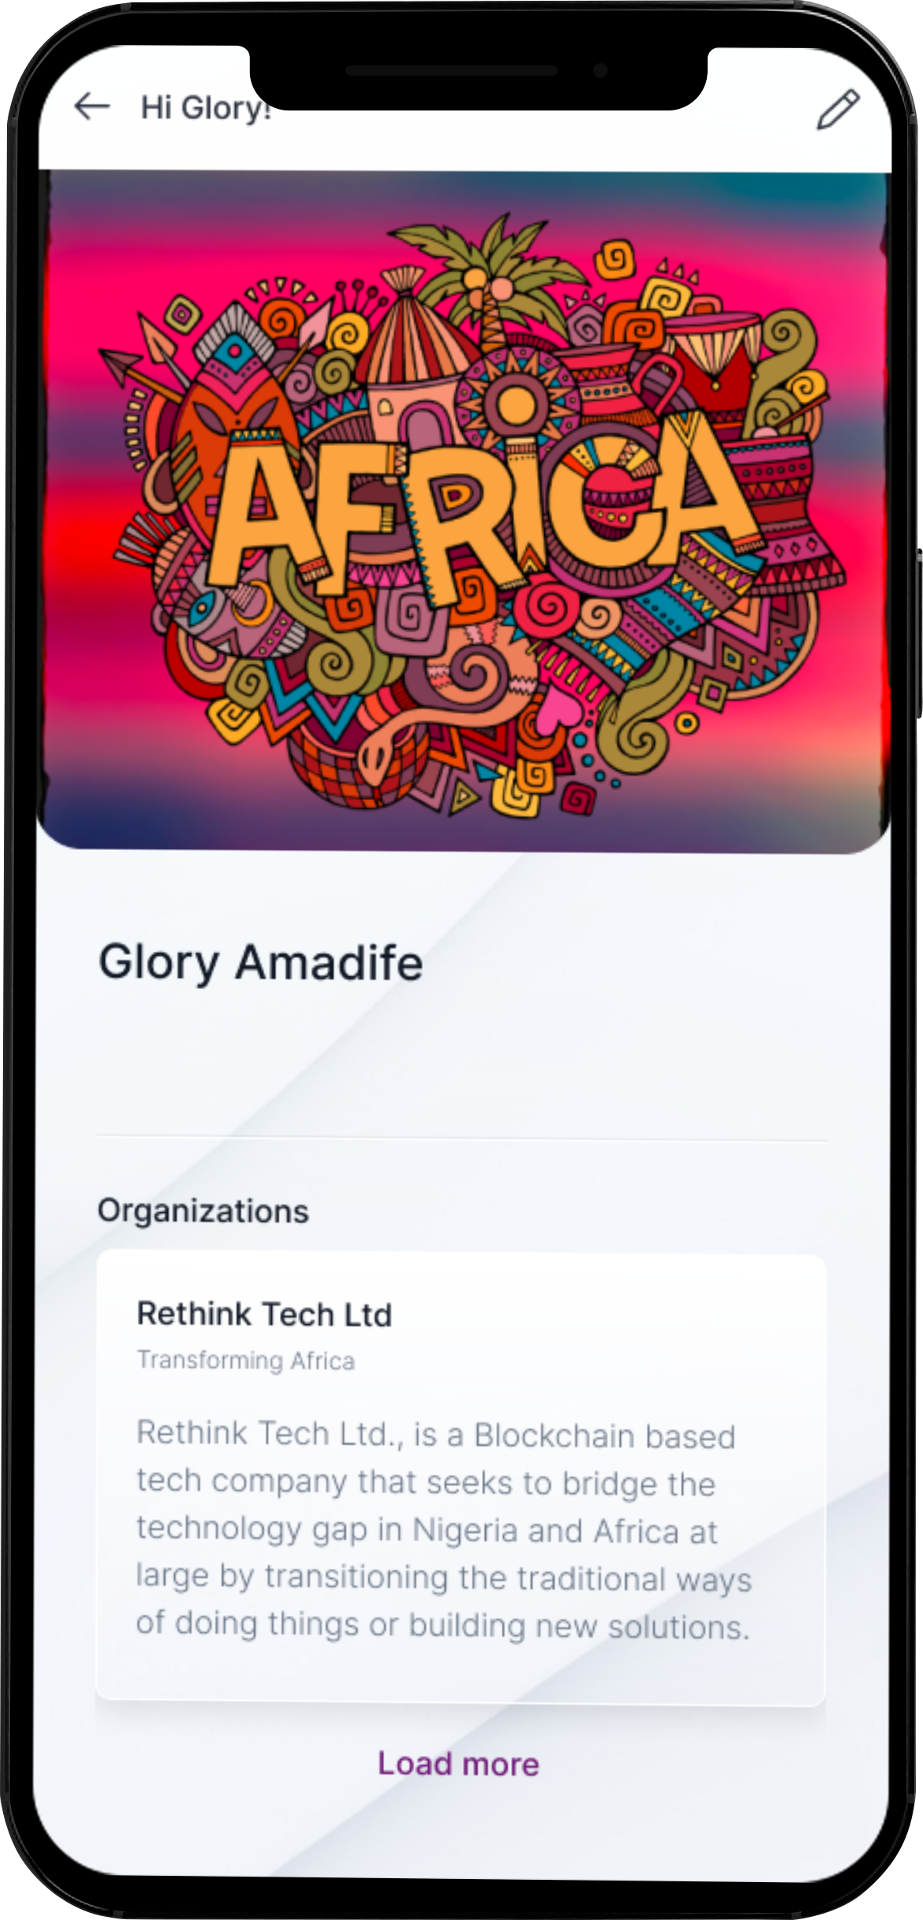 Hi Glory!
AFRICA
Glory Amadife
Organizations
Rethink Tech Ltd
Transforming Africa
Rethink Tech Ltd., is a Blockchain based
tech company that seeks to bridge the
technology gap in Nigeria and Africa at
large by transitioning the traditional ways
of doing things or building new solutions.
Load more